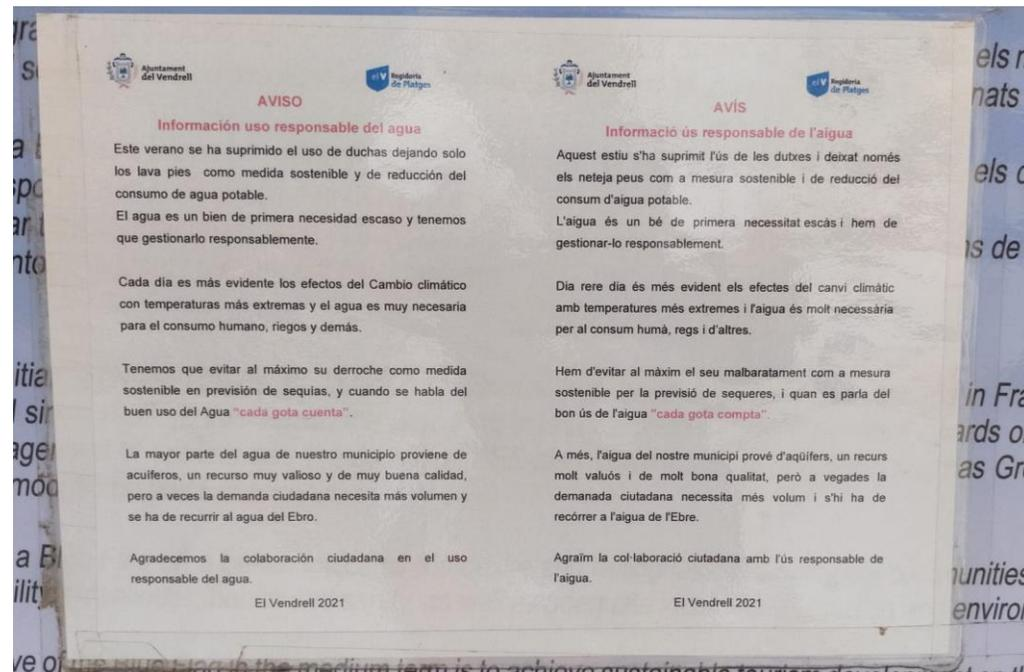 Ajuntament
del Vendrell
el V Regidoria
de Platges
AVISO
Información uso responsable del agua
Este verano se ha suprimido el uso de duchas dejando solo
los lava pies como medida sostenible y de reducción del
consumo de agua potable.
El agua es un bien de primera necesidad escaso y tenemos
que gestionarlo responsablemente.
Cada día es más evidente los efectos del Cambio climático
con temperaturas más extremas y el agua es muy necesaria
para el consumo humano, riegos y demás.
Tenemos que evitar al máximo su derroche como medida
sostenible en previsión de sequias, y cuando se habla del
buen uso del Agua "cada gota cuenta".
La mayor parte del agua de nuestro municipio proviene de
acuíferos, un recurso muy valioso y de muy buena calidad,
pero a veces la demanda ciudadana necesita más volumen y
se ha de recurrir al agua del Ebro.
Agradecemos la colaboración ciudadana en el uso
responsable del agua.
El Vendrell 2021
Ajuntament
del Vendrell
el V Regidoria
de Platges
AVÍS
Informació ús responsable de l'aigua
Aquest estiu s'ha suprimit l'ús de les dutxes i deixat només
els neteja peus com a mesura sostenible i de reducció del
consum d'aigua potable.
L'aigua és un bé de primera necessitat escàs i hem de
gestionar-lo responsablement.
Dia rere dia és més evident els efectes del canvi climàtic
amb temperatures més extremes i l'aigua és molt necessària
per al consum humà, regs i d'altres.
Hem d'evitar al màxim el seu malbaratament com a mesura
sostenible per la previsió de sequeres, i quan es parla del
bon ús de l'aigua "cada gota compta".
A més, l'aigua del nostre municipi prové d'aqüífers, un recurs
molt valuós i de molt bona qualitat, però a vegades la
demanada ciutadana necessita més volum i s'hi ha de
recórrer a l'aigua de l'Ebre.
Agraïm la col·laboració ciutadana amb l'ús responsable de
l'aigua.
El Vendrell 2021
els
els
de
in
as
a